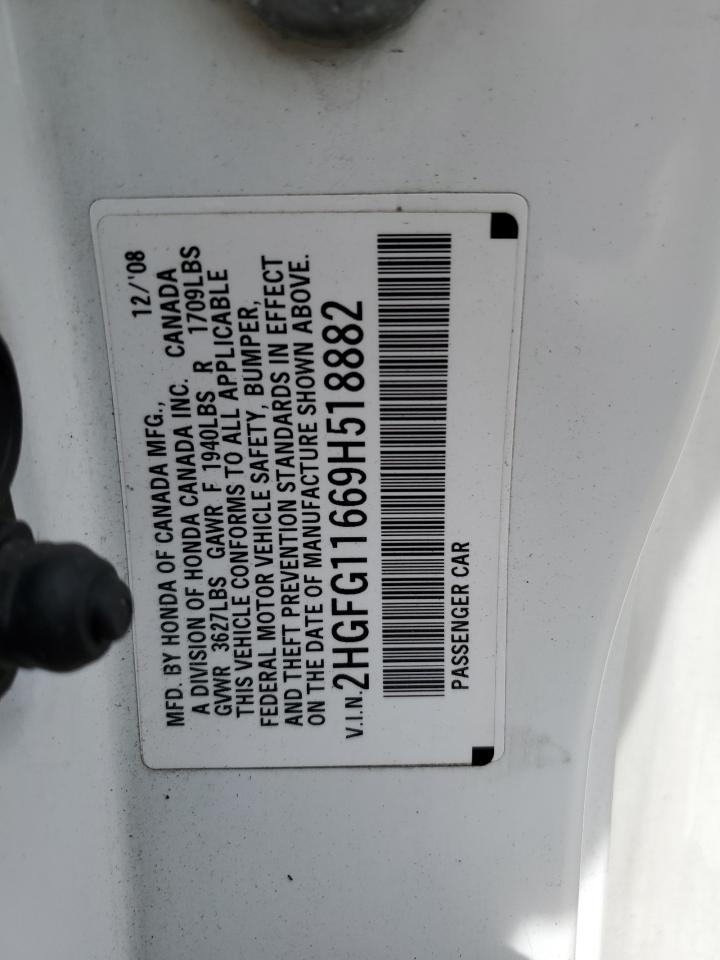 MFD. BY HONDA OF CANADA MFG., 12/'08
A DIVISION OF HONDA CANADA INC. CANADA
GVWR 3627LBS GAWR F 1940LBS R 1709LBS
THIS VEHICLE CONFORMS TO ALL APPLICABLE
FEDERAL MOTOR VEHICLE SAFETY, BUMPER,
AND THEFT PREVENTION STANDARDS IN EFFECT
ON THE DATE OF MANUFACTURE SHOWN ABOVE.
V.I.N. 2HGFG11669H518882
PASSENGER CAR